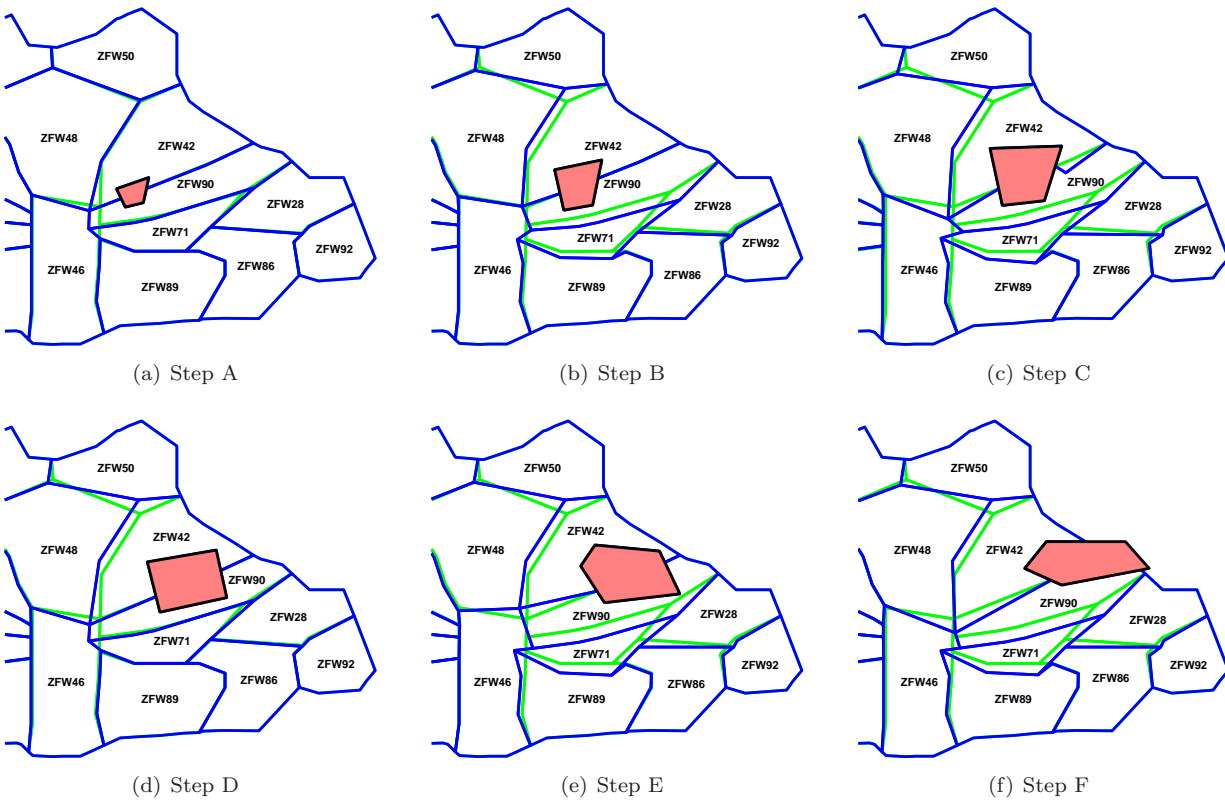 ZFW50
ZFW48
ZFW42
ZFW90
ZFW28
ZFW71
ZFW92
ZFW46
ZFW86
ZFW89
(a) Step A
ZFW50
ZFW48
ZFW42
ZFW90
ZFW28
ZFW71
ZFW92
ZFW46
ZFW86
ZFW89
(b) Step B
ZFW50
ZFW42
ZFW48
ZFW90
ZFW28
ZFW71
ZFW92
ZFW46
ZFW86
ZFW89
(c) Step C
ZFW50
ZFW42
ZFW48
ZFW90
ZFW28
ZFW71
ZFW92
ZFW46
ZFW86
ZFW89
(d) Step D
ZFW50
ZFW42
ZFW48
ZFW90
ZFW28
ZFW71
ZFW92
ZFW46
ZFW86
ZFW89
(e) Step E
ZFW50
ZFW48
ZFW42
ZFW90
ZFW28
ZFW71
ZFW92
ZFW46
ZFW86
ZFW89
(f) Step F